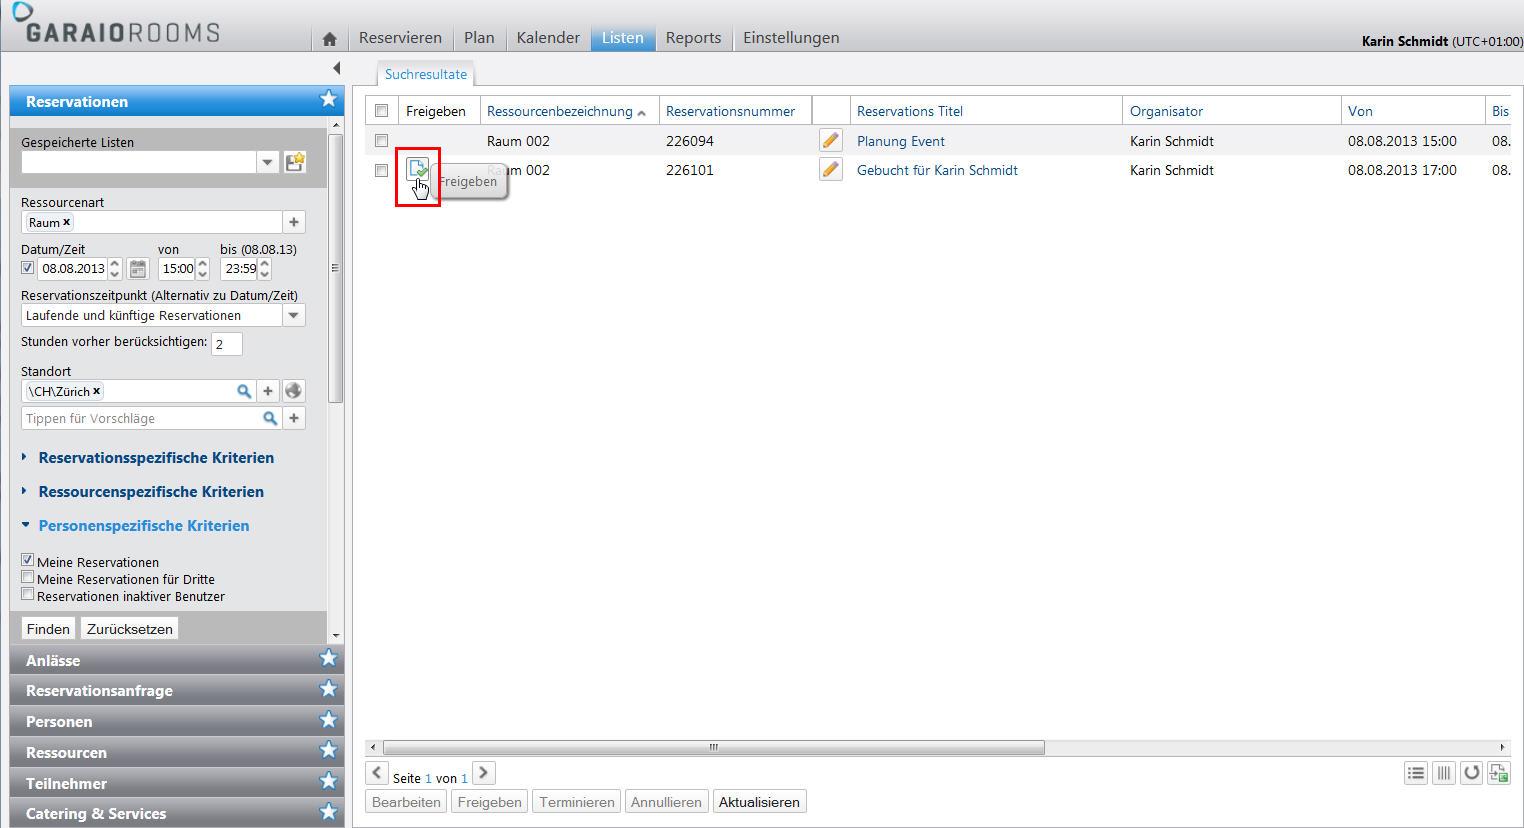 GARAIOROOMS
Reservieren Plan Kalender Listen Reports Einstellungen
Karin Schmidt (UTC+01:00)
Reservationen
Gespeicherte Listen
Ressourcenart
Raum x
Datum/Zeit von bis (08.08.13)
08.08.2013 15:00 23:59
Reservationszeitpunkt (Alternativ zu Datum/Zeit)
Laufende und künftige Reservationen
Stunden vorher berücksichtigen: 2
Standort
\CH\Zürich x
Tippen für Vorschläge
Reservationsspezifische Kriterien
Ressourcenspezifische Kriterien
Personenspezifische Kriterien
Meine Reservationen
Meine Reservationen für Dritte
Reservationen inaktiver Benutzer
Finden Zurücksetzen
Anlässe
Reservationsanfrage
Personen
Ressourcen
Teilnehmer
Catering & Services
Suchresultate
Freigeben Ressourcenbezeichnung Reservationsnummer Reservations Titel Organisator Von Bis
Raum 002 226094 Planung Event Karin Schmidt 08.08.2013 15:00 08.
Raum 002 226101 Gebucht für Karin Schmidt Karin Schmidt 08.08.2013 17:00 08.
Freigeben
Seite 1 von 1
Bearbeiten Freigeben Terminieren Annullieren Aktualisieren